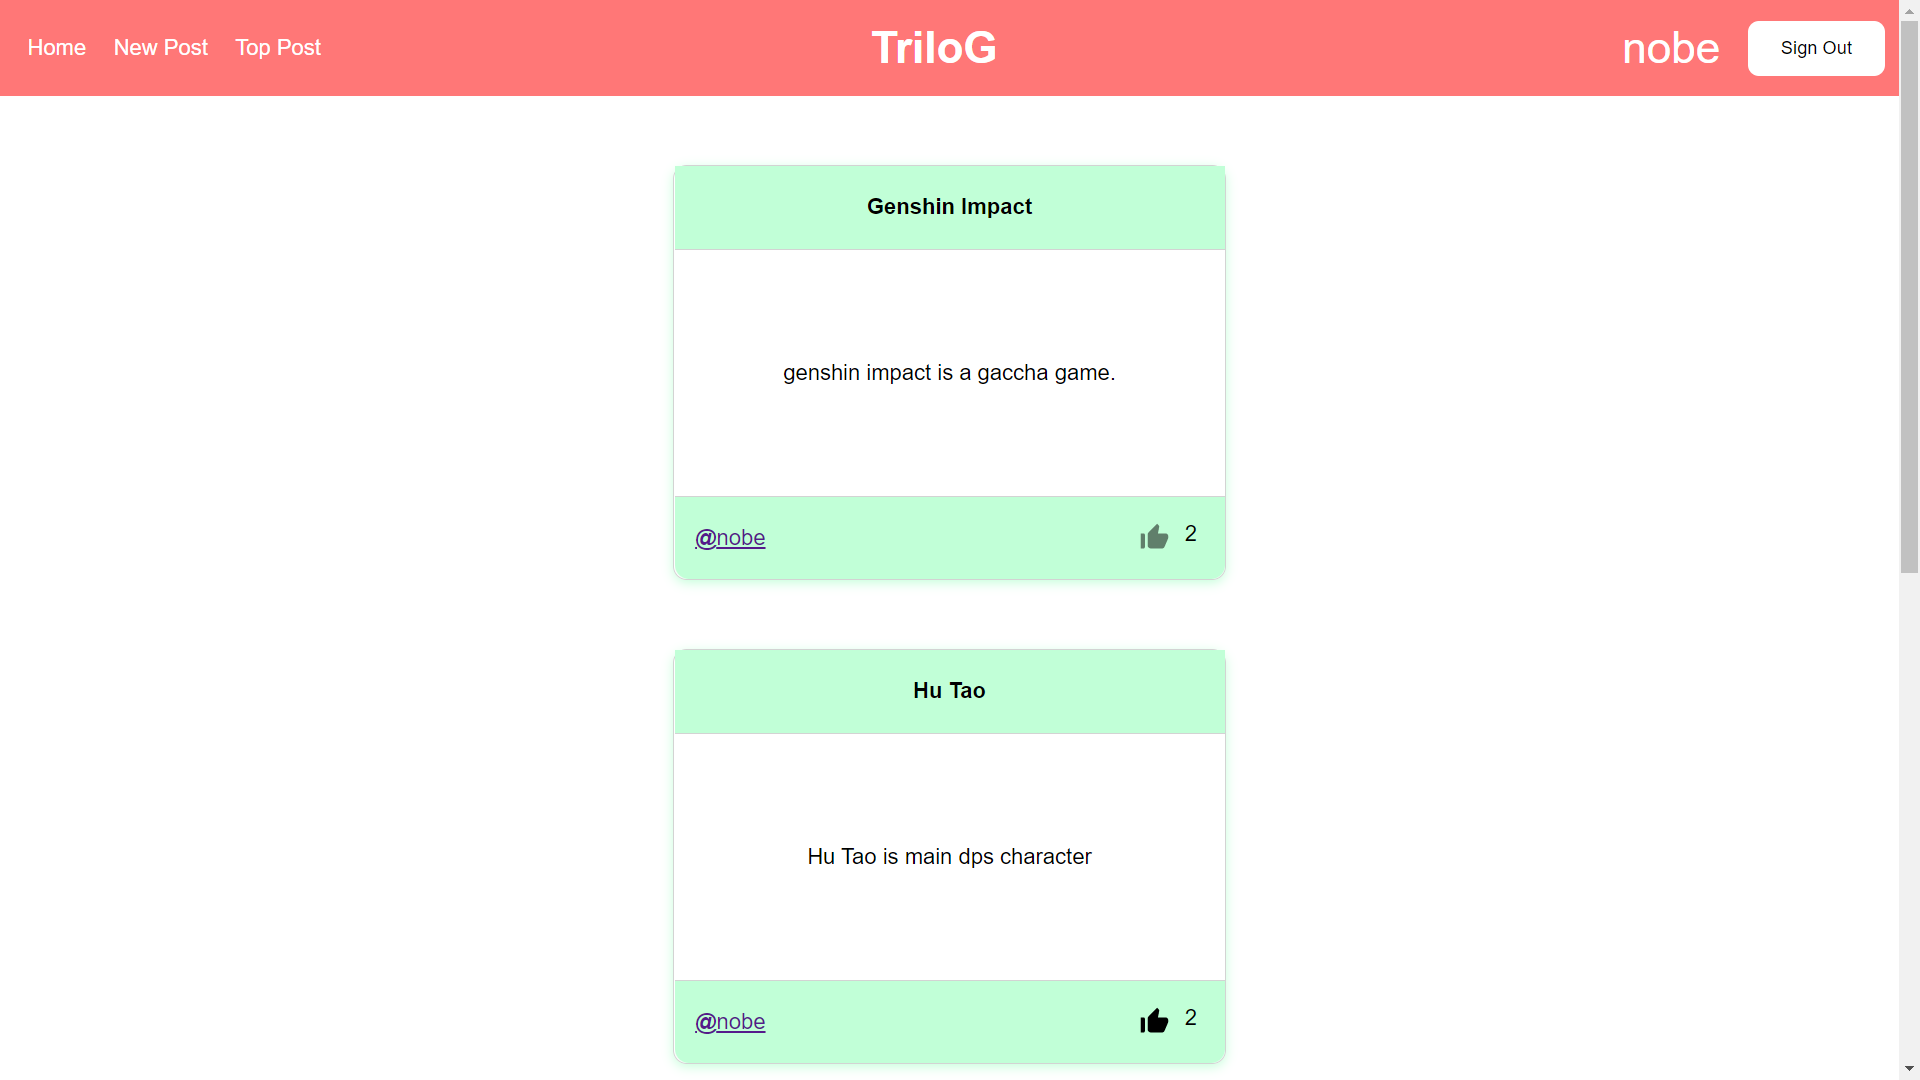 Home New Post Top Post TriloG nobe Sign Out
Genshin Impact
genshin impact is a gaccha game.
@nobe 2
Hu Tao
Hu Tao is main dps character
@nobe 2